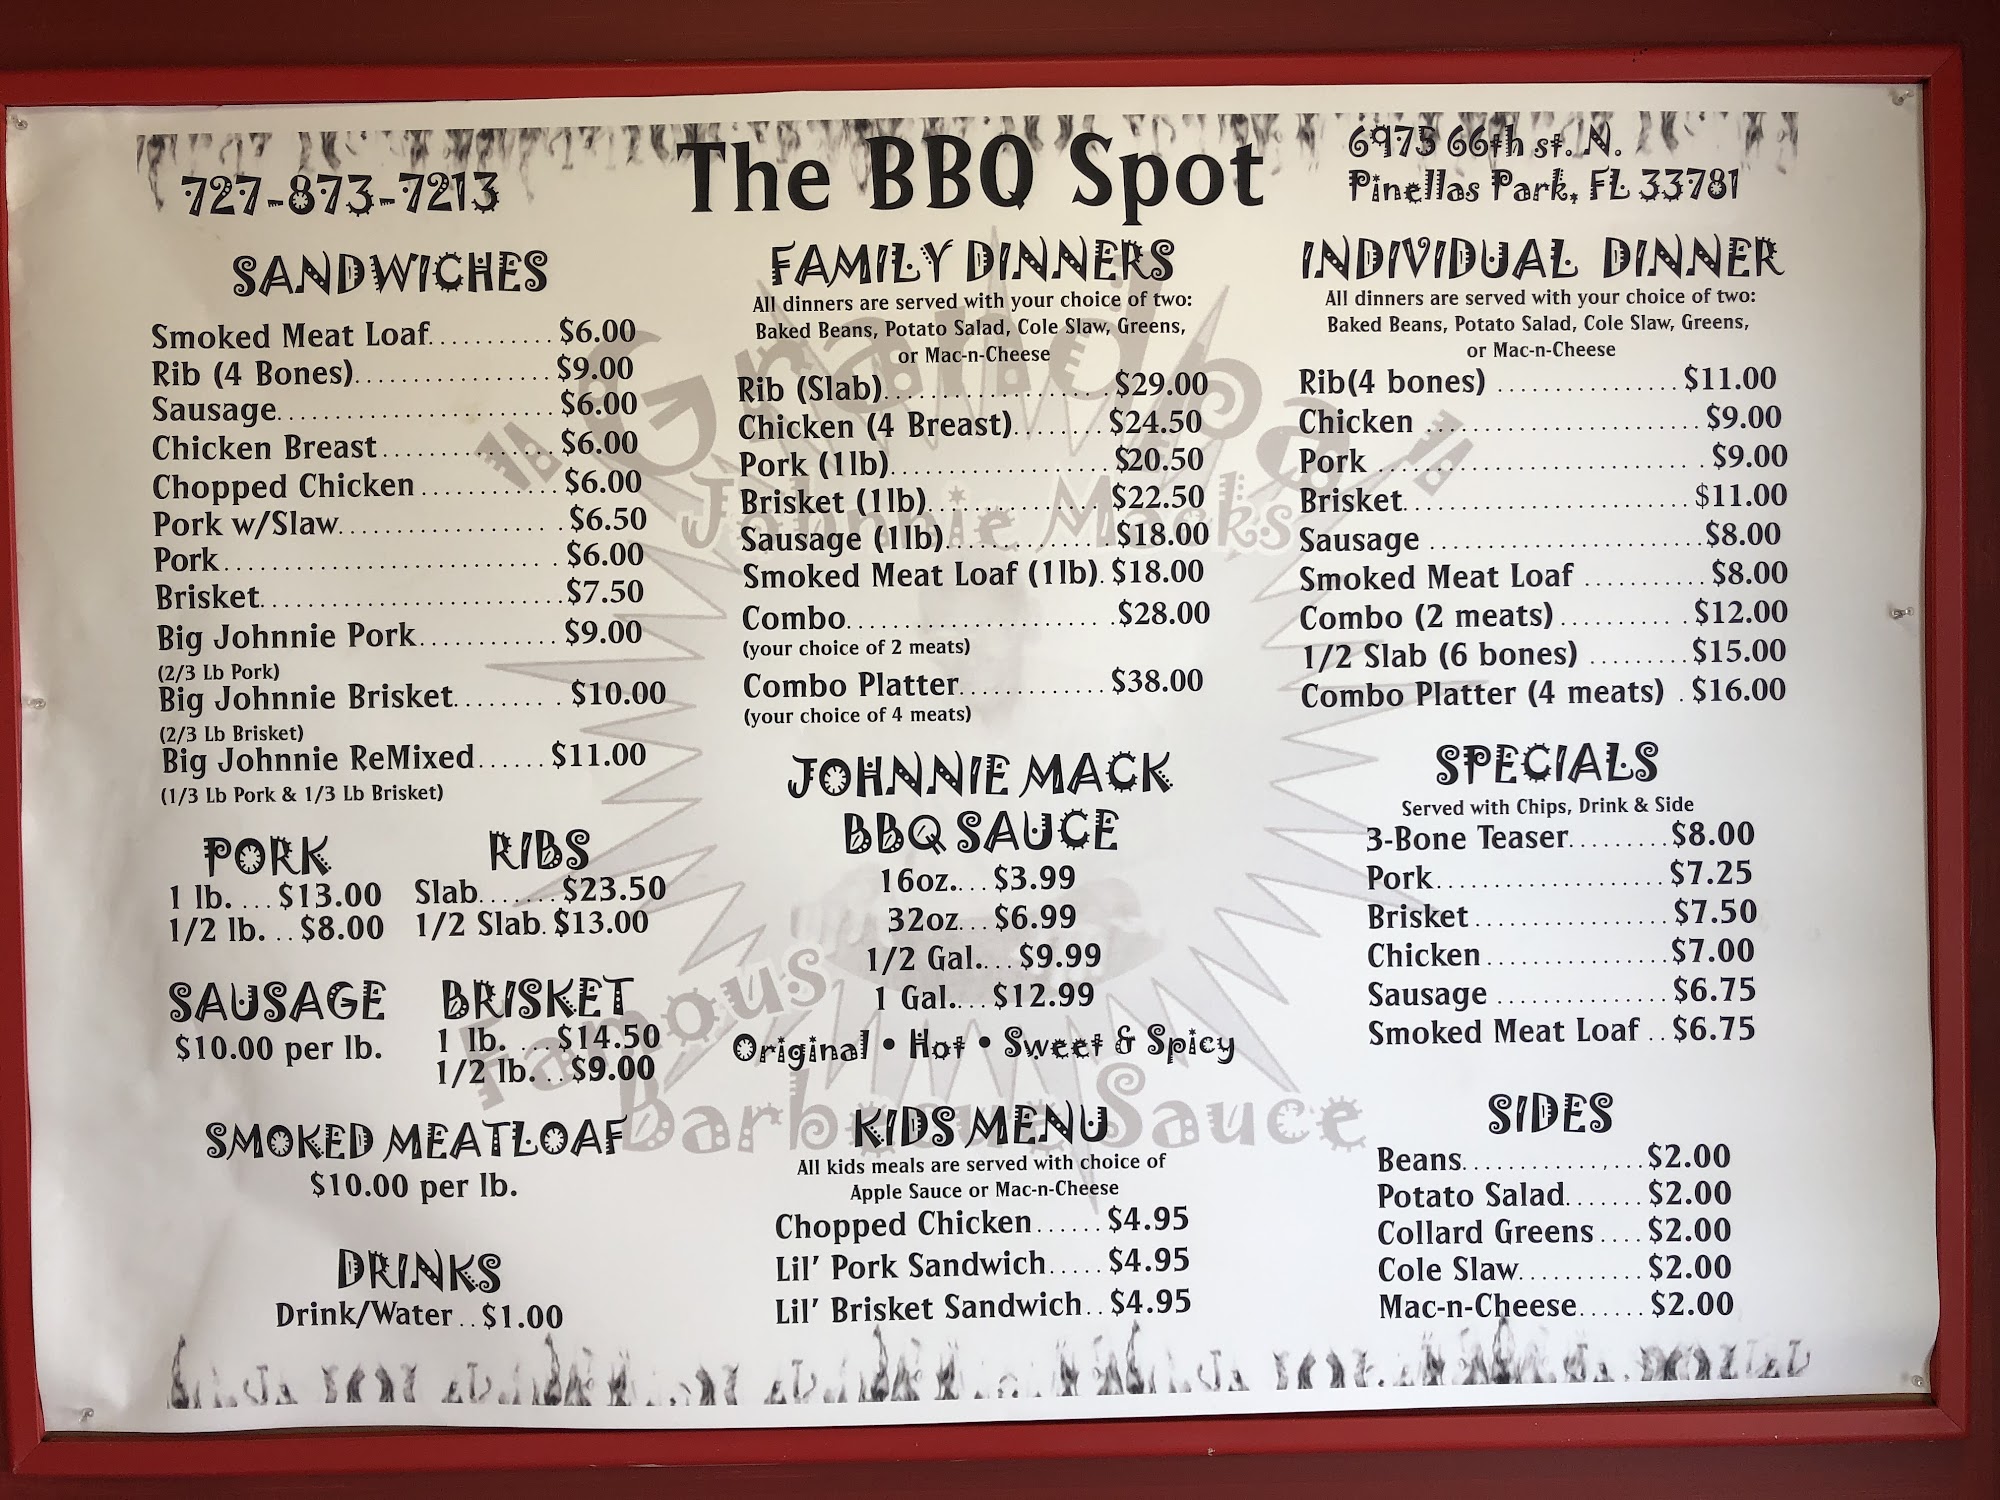 727-873-7213
The BBQ Spot
6975 66th st. N.
Pinellas Park, FL 33781
SANDWICHES
Smoked Meat Loaf $6.00
Rib (4 Bones) $9.00
Sausage $6.00
Chicken Breast $6.00
Chopped Chicken $6.00
Pork w/Slaw $6.50
Pork $6.00
Brisket $7.50
Big Johnnie Pork $9.00
(2/3 Lb Pork)
Big Johnnie Brisket $10.00
(2/3 Lb Brisket)
Big Johnnie ReMixed $11.00
(1/3 Lb Pork & 1/3 Lb Brisket)
PORK
1 lb. $13.00
1/2 lb. $8.00
RIBS
Slab $23.50
1/2 Slab $13.00
SAUSAGE
$10.00 per lb.
BRISKET
1 lb. $14.50
1/2 lb. $9.00
SMOKED MEATLOAF
$10.00 per lb.
DRINKS
Drink/Water $1.00
FAMILY DINNERS
All dinners are served with your choice of two:
Baked Beans, Potato Salad, Cole Slaw, Greens,
or Mac-n-Cheese
Rib (Slab) $29.00
Chicken (4 Breast) $24.50
Pork (1lb) $20.50
Brisket (1lb) $22.50
Sausage (1lb) $18.00
Smoked Meat Loaf (1lb) $18.00
Combo $28.00
(your choice of 2 meats)
Combo Platter $38.00
(your choice of 4 meats)
JOHNNIE MACK
BBQ SAUCE
16oz. $3.99
32oz $6.99
1/2 Gal. $9.99
1 Gal. $12.99
Original • Hot • Sweet & Spicy
KIDS MENU
All kids meals are served with choice of
Apple Sauce or Mac-n-Cheese
Chopped Chicken $4.95
Lil' Pork Sandwich $4.95
Lil' Brisket Sandwich $4.95
INDIVIDUAL DINNER
All dinners are served with your choice of two:
Baked Beans, Potato Salad, Cole Slaw, Greens,
or Mac-n-Cheese
Rib(4 bones) $11.00
Chicken $9.00
Pork $9.00
Brisket $11.00
Sausage $8.00
Smoked Meat Loaf $8.00
Combo (2 meats) $12.00
1/2 Slab (6 bones) $15.00
Combo Platter (4 meats) $16.00
SPECIALS
Served with Chips, Drink & Side
3-Bone Teaser $8.00
Pork $7.25
Brisket $7.50
Chicken $7.00
Sausage $6.75
Smoked Meat Loaf $6.75
SIDES
Beans $2.00
Potato Salad $2.00
Collard Greens $2.00
Cole Slaw $2.00
Mac-n-Cheese $2.00
"Grandpa"
Johnnie Macks
Famous
Barbecue Sauce